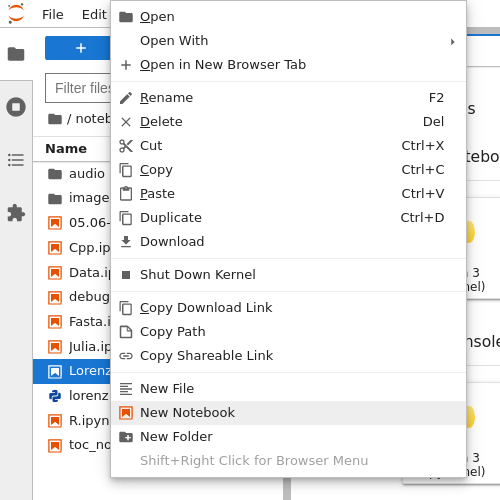 File Edit
Open
Open With
Open in New Browser Tab
Rename F2
Delete Del
Cut Ctrl+X
Copy Ctrl+C
Paste Ctrl+V
Duplicate Ctrl+D
Download
Shut Down Kernel
Copy Download Link
Copy Path
Copy Shareable Link
New File
New Notebook
New Folder
Shift+Right Click for Browser Menu
Filter files
/ noteb
Name
audio
image
05.06-
Cpp.ip
Data.ip
debug
Fasta.i
Julia.ip
Lorenz
lorenz
R.ipyn
toc_no
s
tebo
3
nel)
nsole
3
nel)